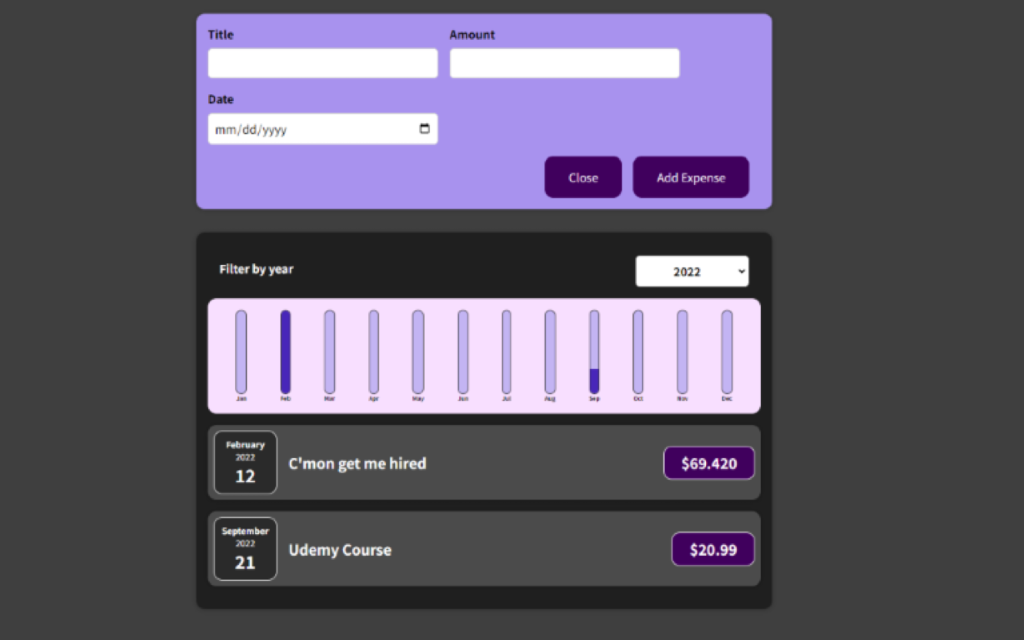 Title Amount
Date
mm/dd/yyyy
Close Add Expense
Filter by year 2022
Jan Feb Mar Apr May Jun Jul Aug Sep Oct Nov Dec
February
2022
12
C'mon get me hired $69.420
September
2022
21
Udemy Course $20.99